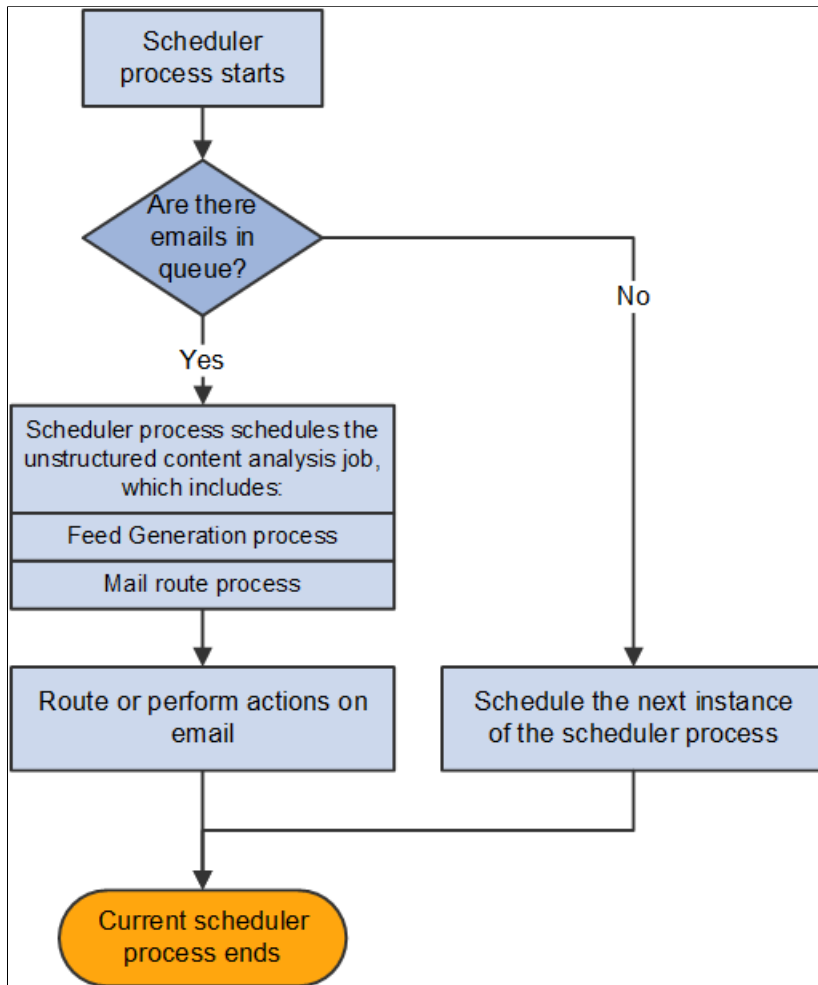 Scheduler
process starts
Are there
emails in
queue?
No
Yes
Scheduler process schedules the
unstructured content analysis job,
which includes:
Feed Generation process
Mail route process
Route or perform actions on
email
Schedule the next instance
of the scheduler process
Current scheduler
process ends